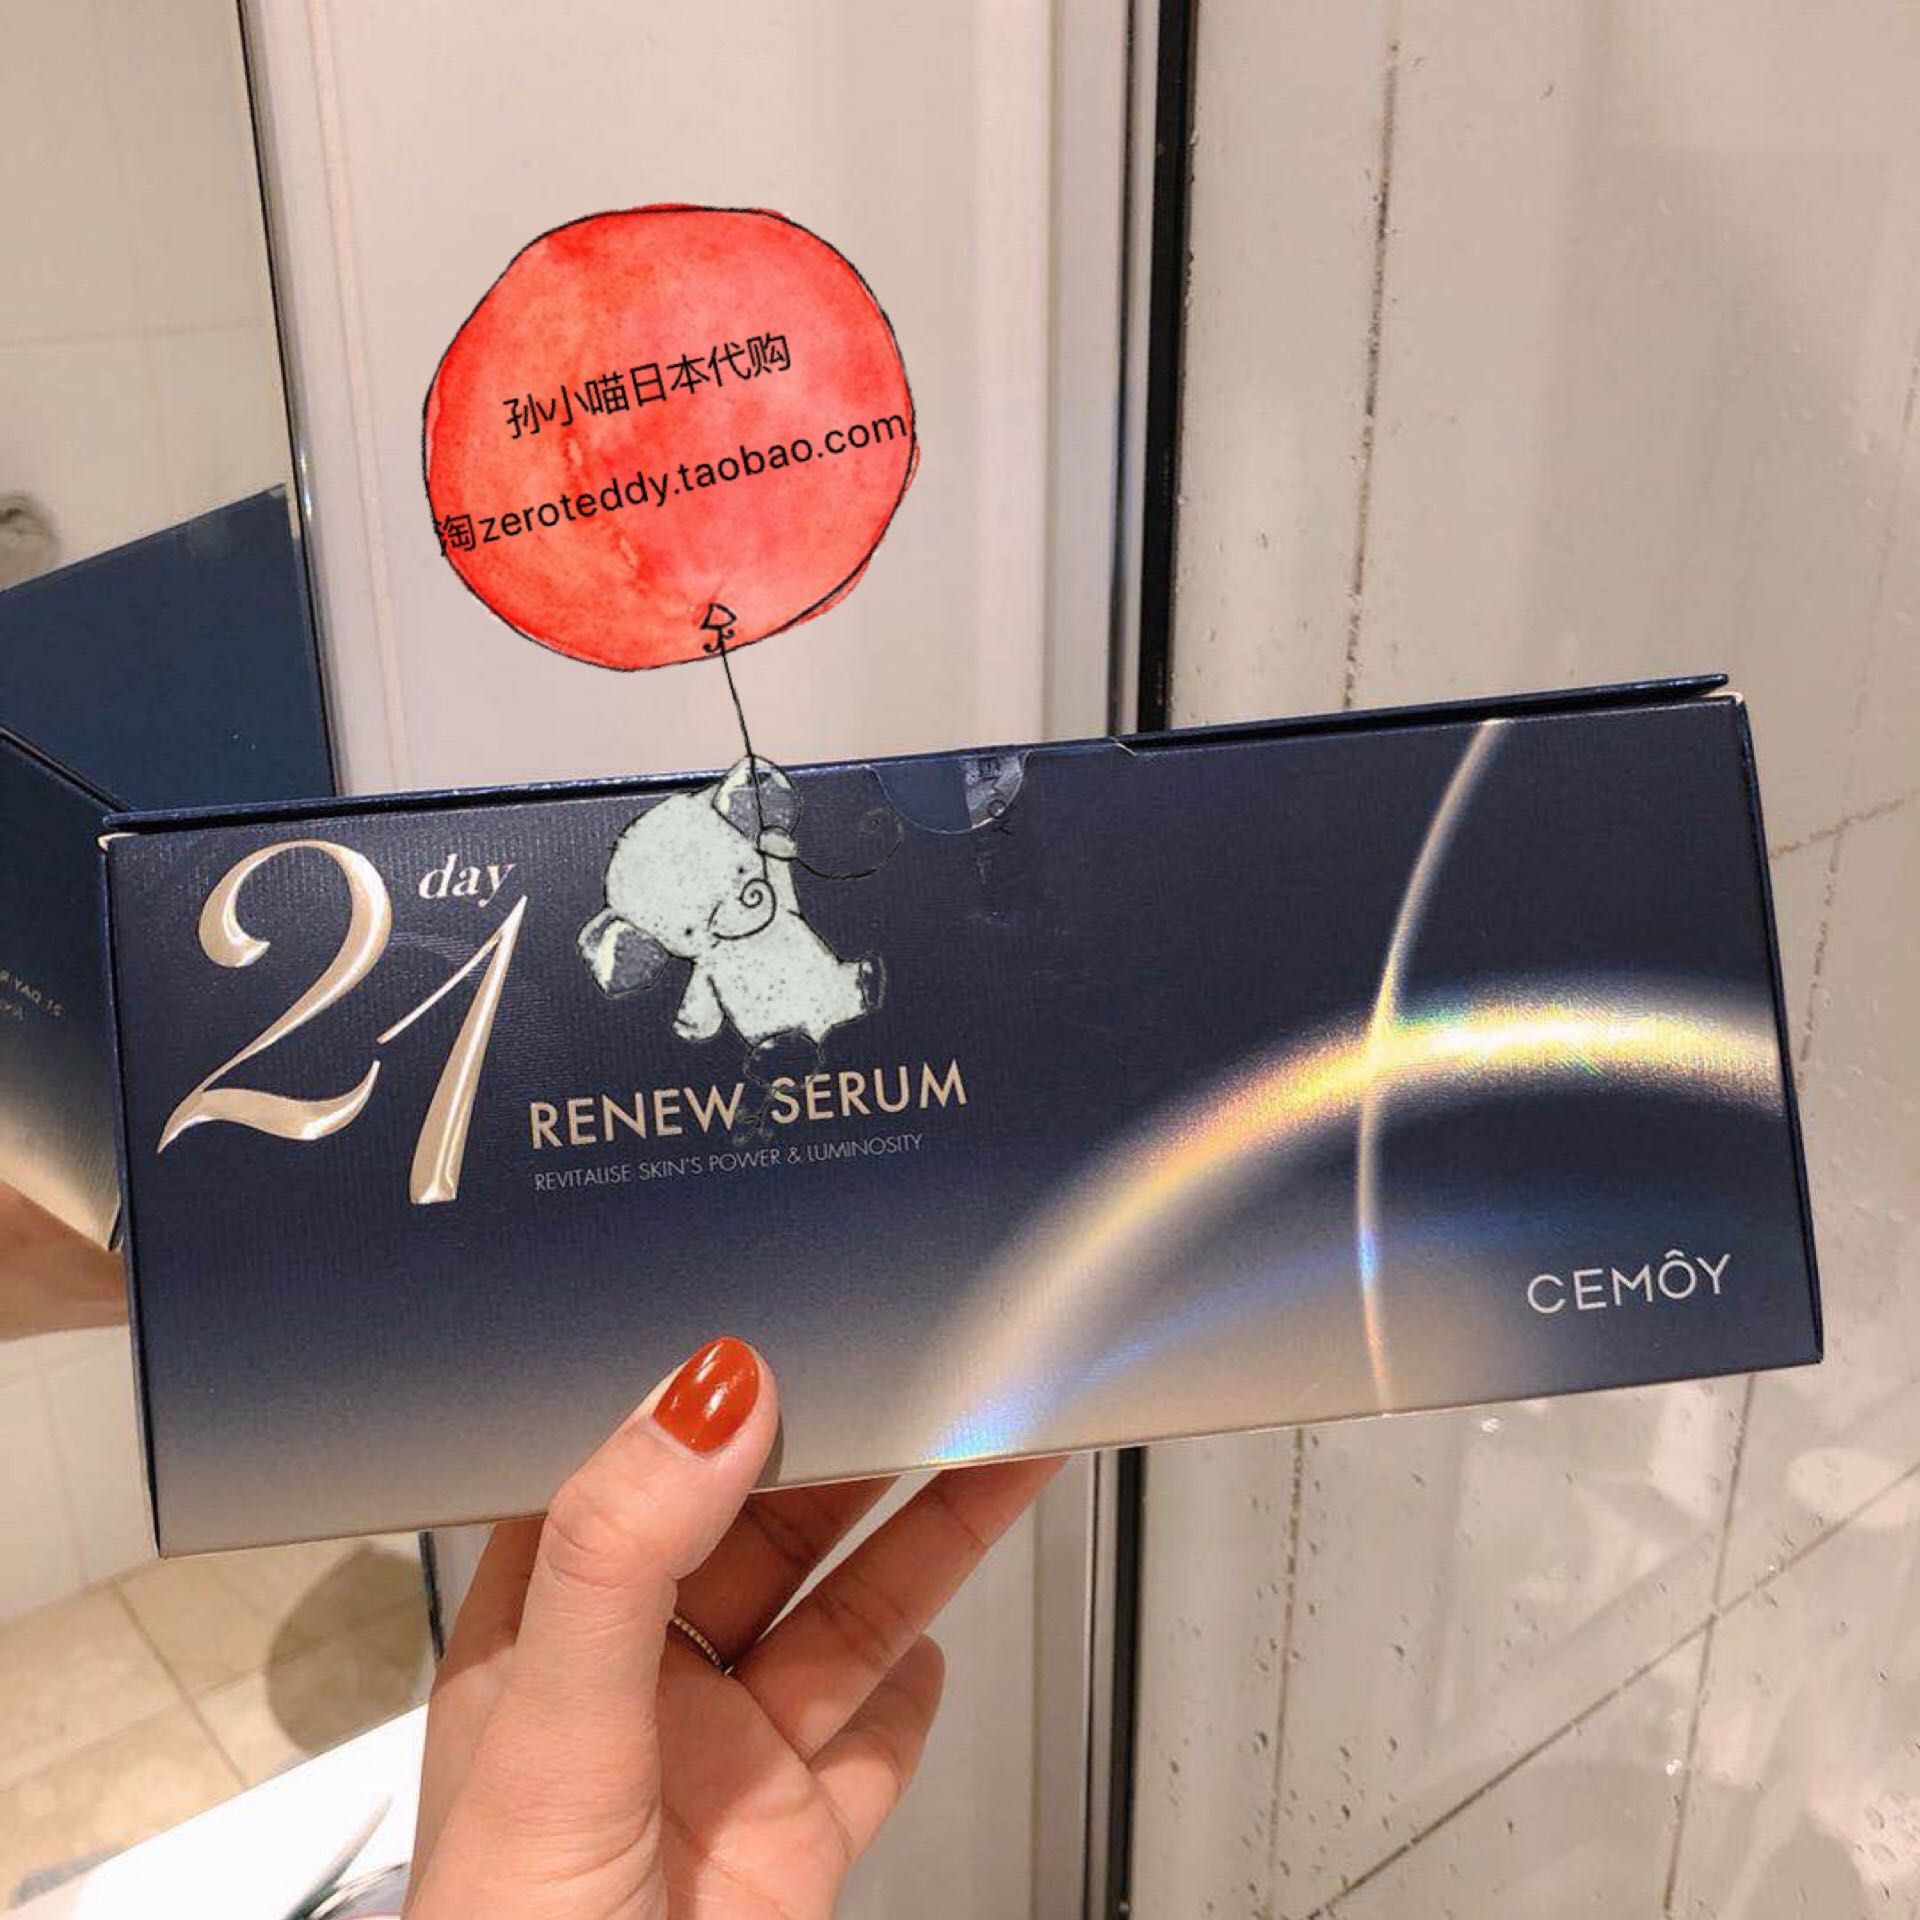 孙小喵日本代购
淘zeroteddy.taobao.com
21 day
RENEW SERUM
REVITALISE SKIN'S POWER & LUMINOSITY
CEMÔY